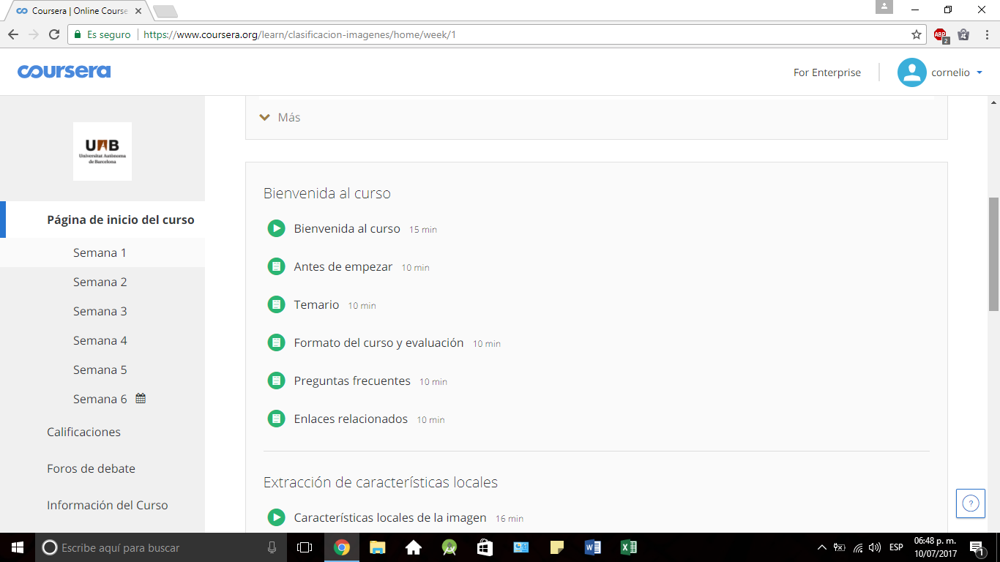 Coursera | Online Course
Es seguro
https://www.coursera.org/learn/clasificacion-imagenes/home/week/1
ABP
2
coursera
For Enterprise
cornelio
UAB
Universitat Autònoma
de Barcelona
Página de inicio del curso
Semana 1
Semana 2
Semana 3
Semana 4
Semana 5
Semana 6
Calificaciones
Foros de debate
Información del Curso
Más
Bienvenida al curso
Bienvenida al curso 15 min
Antes de empezar 10 min
Temario 10 min
Formato del curso y evaluación 10 min
Preguntas frecuentes 10 min
Enlaces relacionados 10 min
Extracción de características locales
Características locales de la imagen 16 min
?
Escribe aquí para buscar
ESP
06:48 p. m.
10/07/2017
1